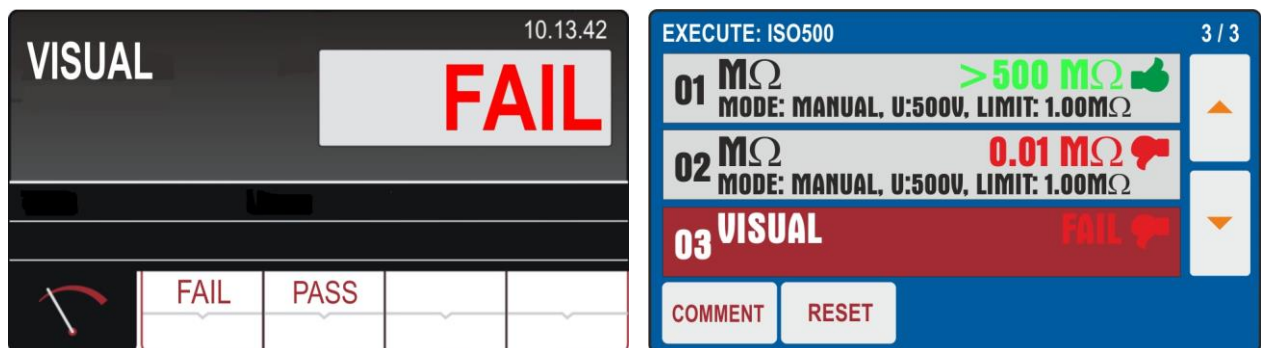 10.13.42
VISUAL
FAIL
FAIL PASS
EXECUTE: ISO500 3 / 3
01 MΩ >500 MΩ
MODE: MANUAL, U:500V, LIMIT: 1.00MΩ
02 MΩ 0.01 MΩ
MODE: MANUAL, U:500V, LIMIT: 1.00MΩ
03 VISUAL FAIL
COMMENT RESET